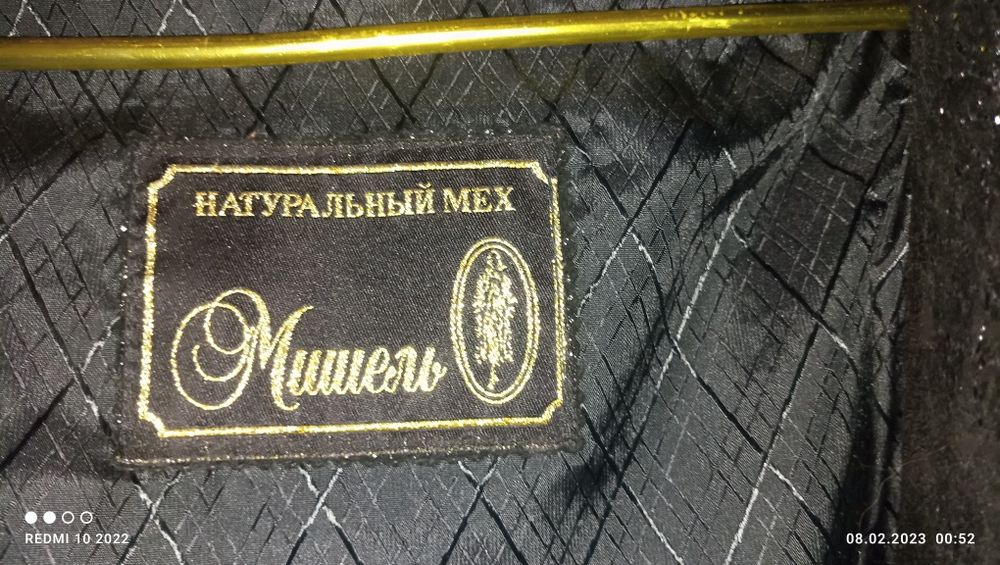 НАТУРАЛЬНЫЙ МЕХ
Мишель
REDMI 10 2022
08.02.2023 00:52